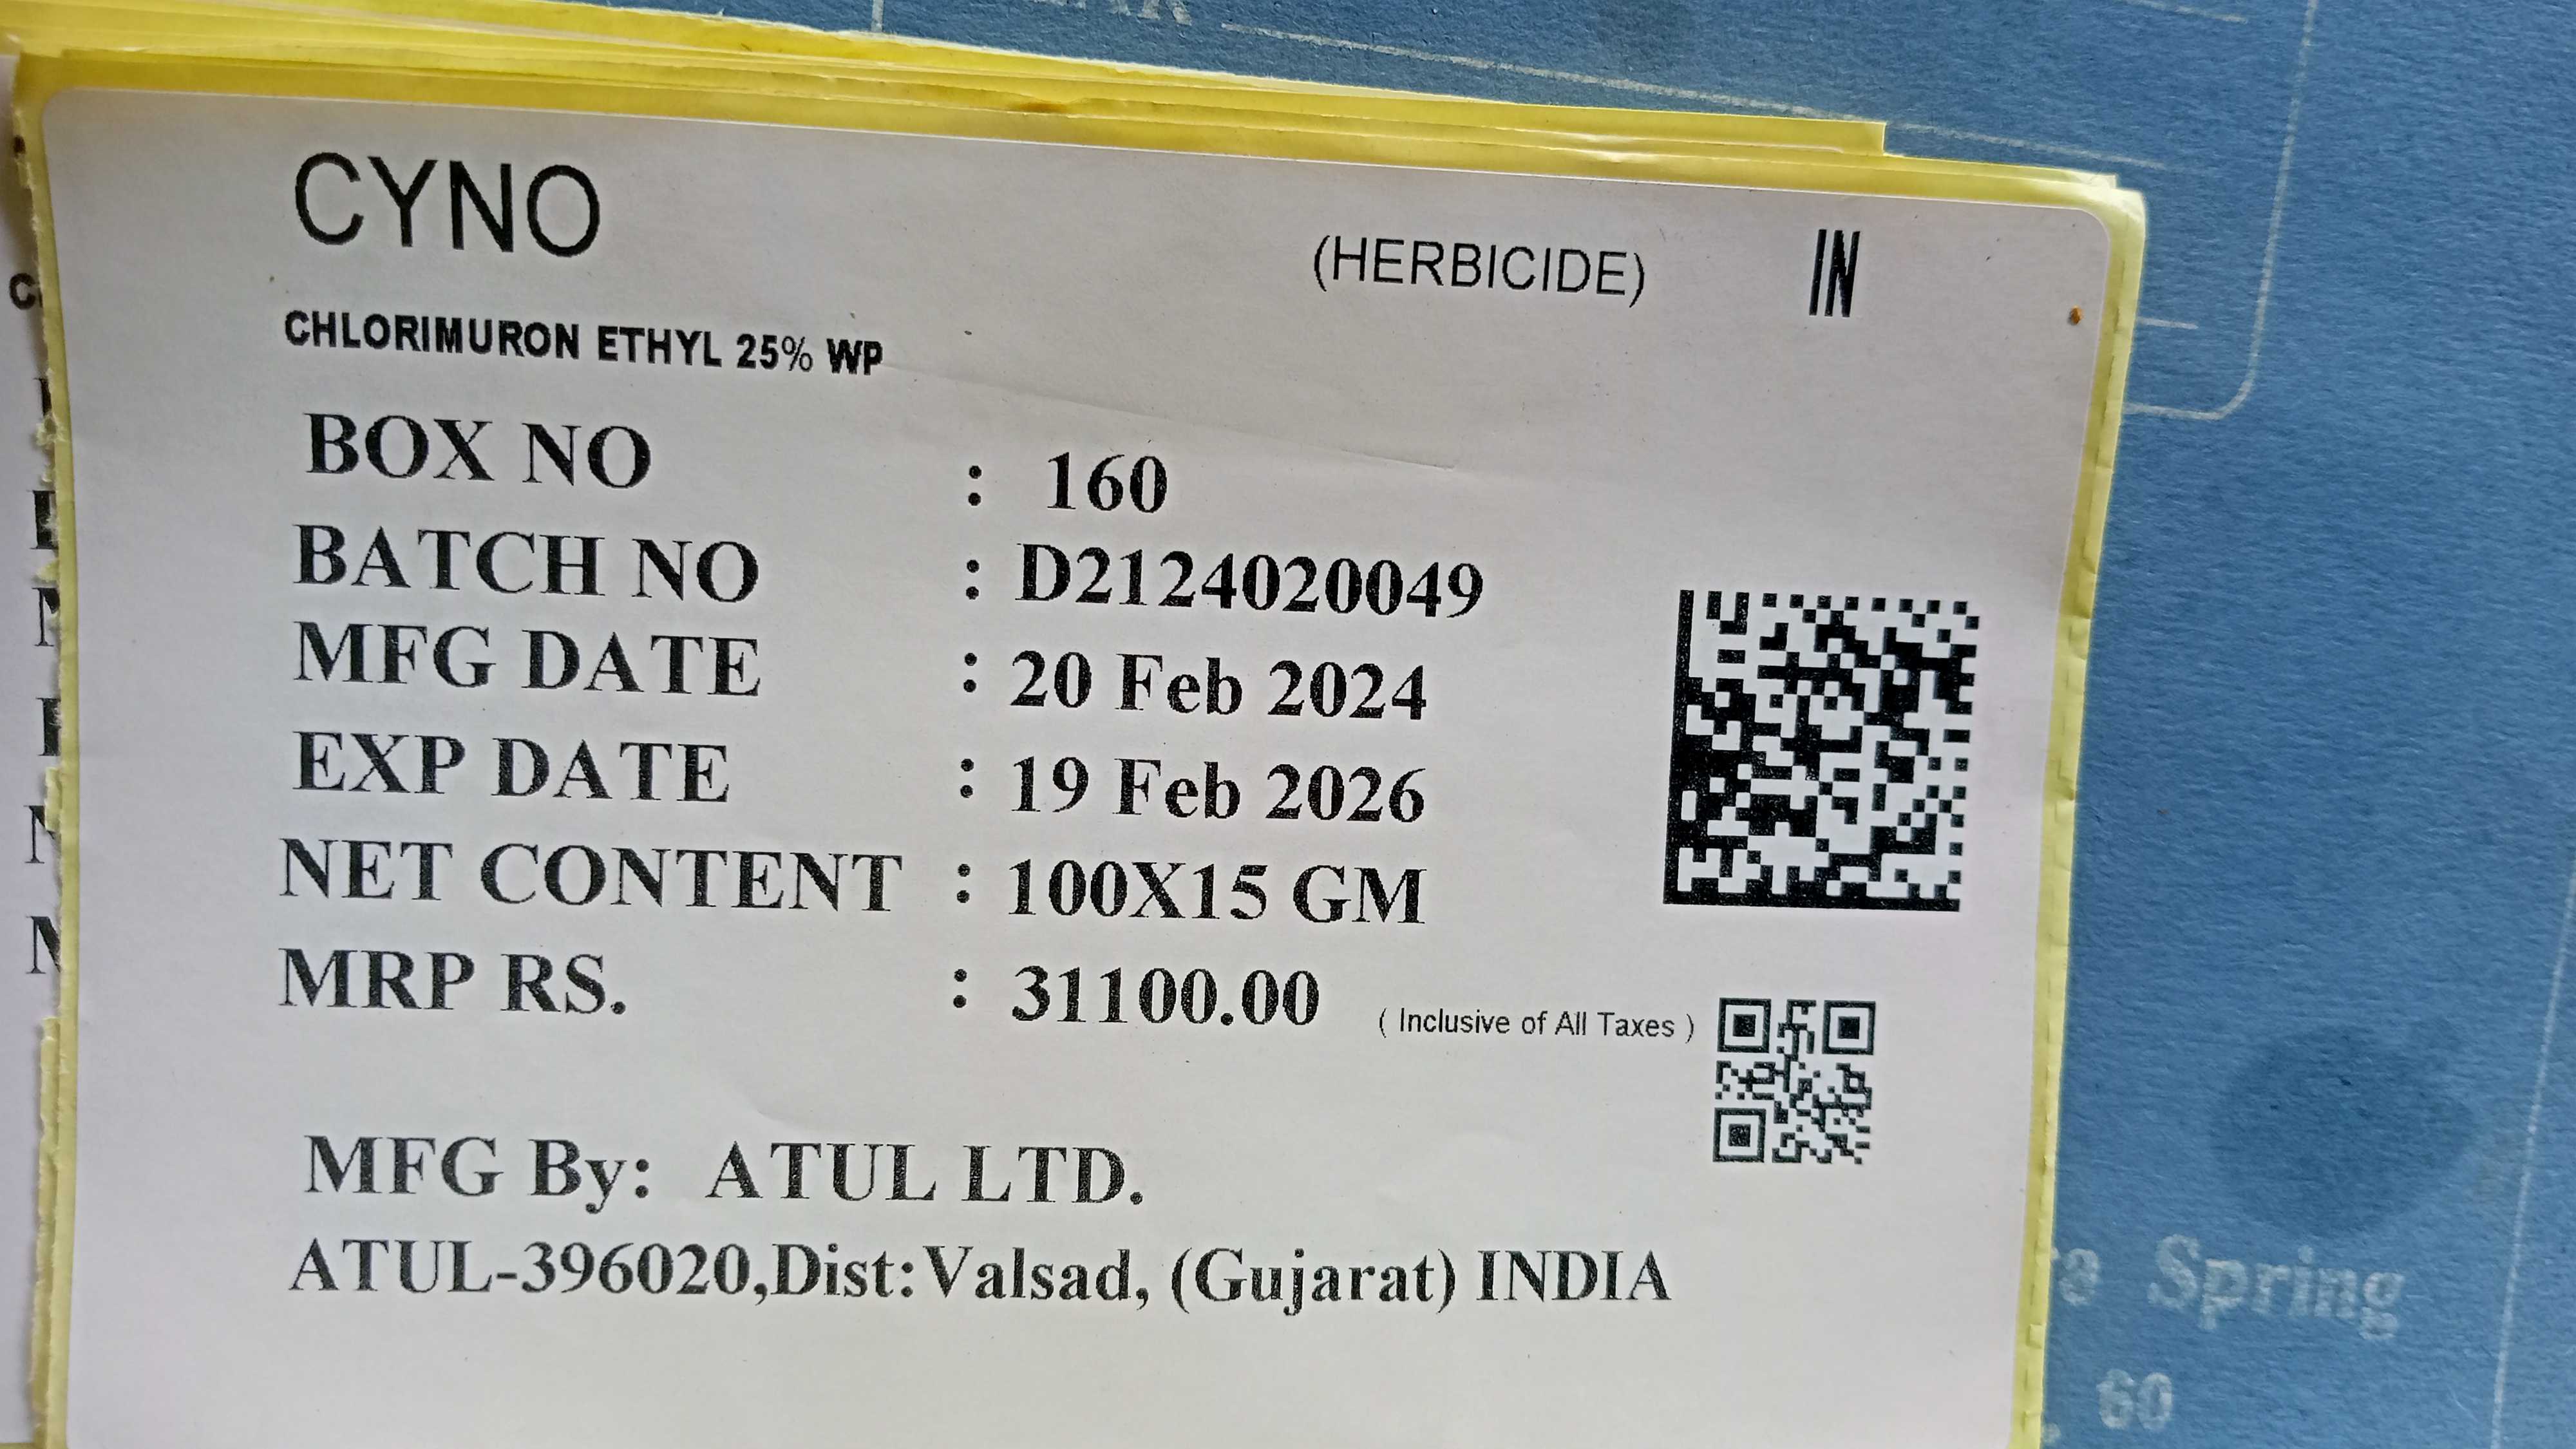 CYNO
(HERBICIDE)
IN
CHLORIMURON ETHYL 25% WP
BOX NO : 160
BATCH NO : D2124020049
MFG DATE : 20 Feb 2024
EXP DATE : 19 Feb 2026
NET CONTENT : 100X15 GM
MRP RS. : 31100.00 ( Inclusive of All Taxes )
MFG By: ATUL LTD.
ATUL-396020,Dist:Valsad, (Gujarat) INDIA
Spring
60